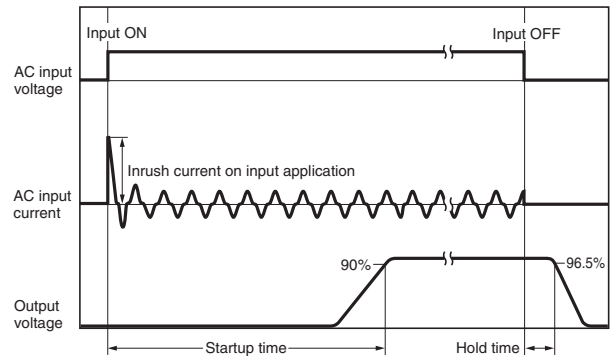 Input ON
Input OFF
AC input
voltage
Inrush current on input application
AC input
current
90%
96.5%
Output
voltage
Startup time
Hold time